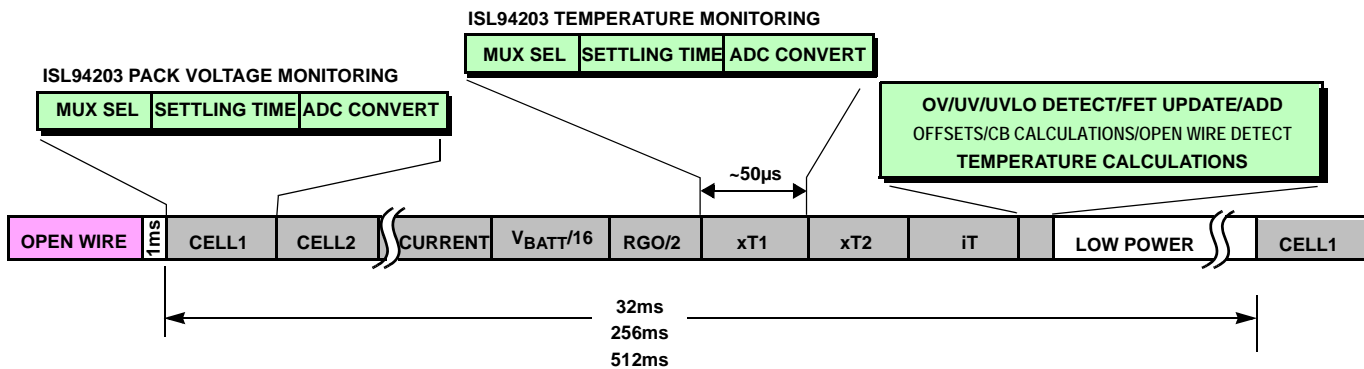 ISL94203 TEMPERATURE MONITORING
MUX SEL SETTLING TIME ADC CONVERT
ISL94203 PACK VOLTAGE MONITORING
MUX SEL SETTLING TIME ADC CONVERT
OV/UV/UVLO DETECT/FET UPDATE/ADD
OFFSETS/CB CALCULATIONS/OPEN WIRE DETECT
TEMPERATURE CALCULATIONS
~50µs
OPEN WIRE 1ms CELL1 CELL2 CURRENT VBATT/16 RGO/2 xT1 xT2 iT LOW POWER CELL1
32ms
256ms
512ms